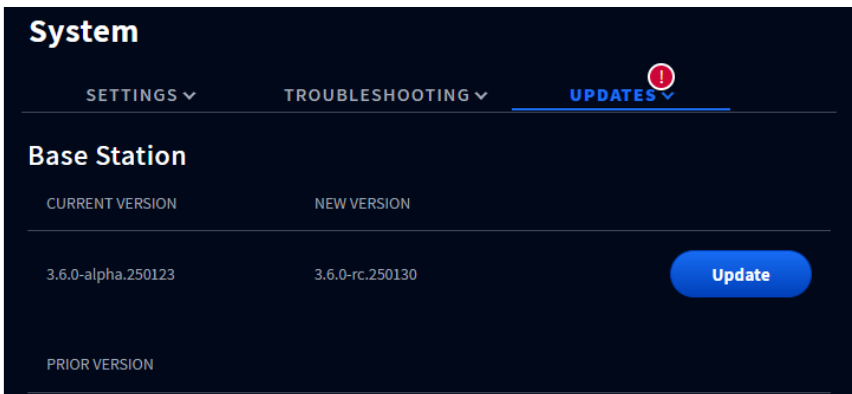 System
SETTINGS TROUBLESHOOTING UPDATES !
Base Station
CURRENT VERSION NEW VERSION
3.6.0-alpha.250123 3.6.0-rc.250130 Update
PRIOR VERSION